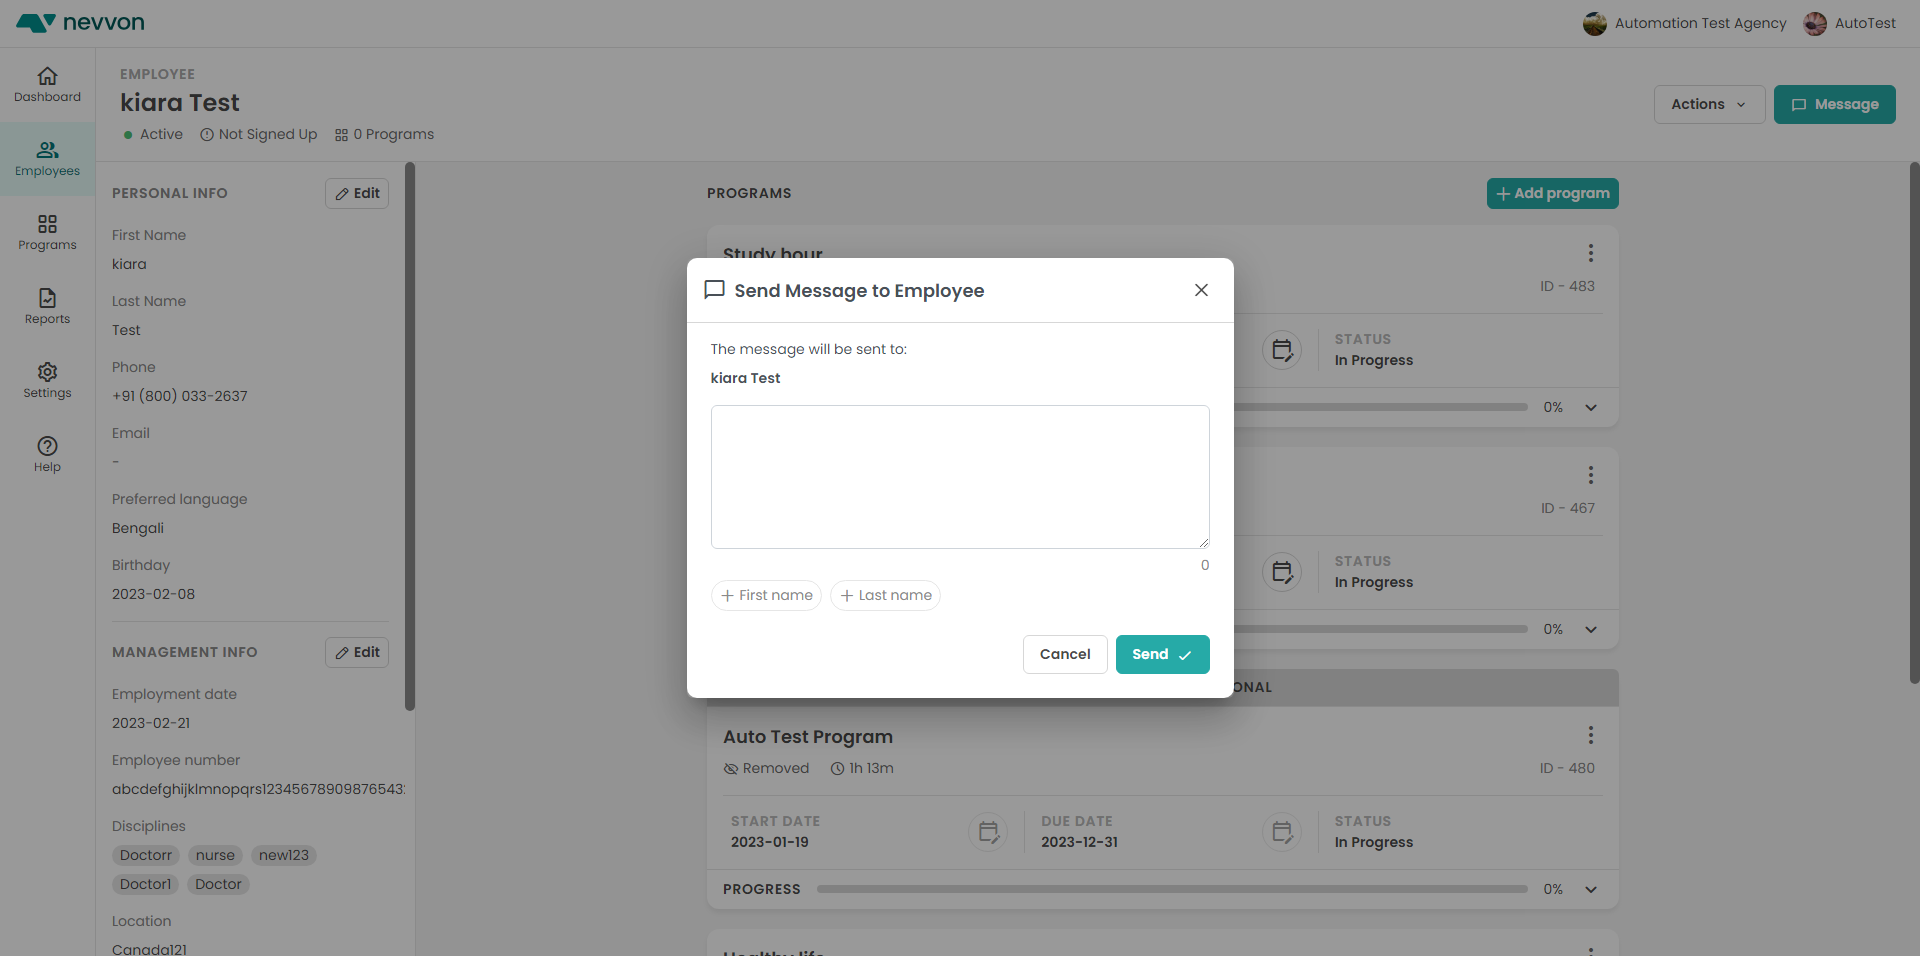 nevvon
Automation Test Agency
AutoTest
Dashboard
Employees
Programs
Reports
Settings
Help
EMPLOYEE
kiara Test
Active
Not Signed Up
0 Programs
Actions
Message
PERSONAL INFO
Edit
First Name
kiara
Last Name
Test
Phone
+91 (800) 033-2637
Email
-
Preferred language
Bengali
Birthday
2023-02-08
MANAGEMENT INFO
Edit
Employment date
2023-02-21
Employee number
abcdefghijklmnopqrs123456789098765432
Disciplines
Doctorr nurse new123
Doctor1 Doctor
Location
Canada121
PROGRAMS
Add program
Study hour
ID - 483
STATUS
In Progress
0%
ID - 467
STATUS
In Progress
0%
ONAL
Auto Test Program
Removed 1h 13m
ID - 480
START DATE
2023-01-19
DUE DATE
2023-12-31
STATUS
In Progress
PROGRESS
0%
Healthy life
Send Message to Employee
The message will be sent to:
kiara Test
0
+ First name + Last name
Cancel
Send